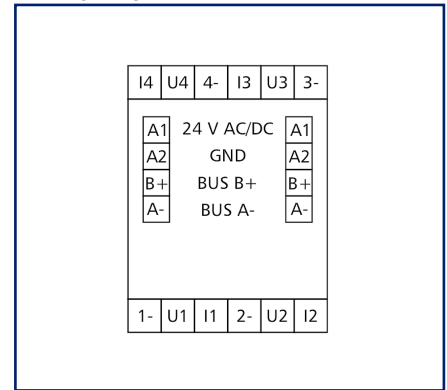 I4 U4 4- I3 U3 3-
A1 24 V AC/DC A1
A2 GND A2
B+ BUS B+ B+
A- BUS A- A-
1- U1 I1 2- U2 I2